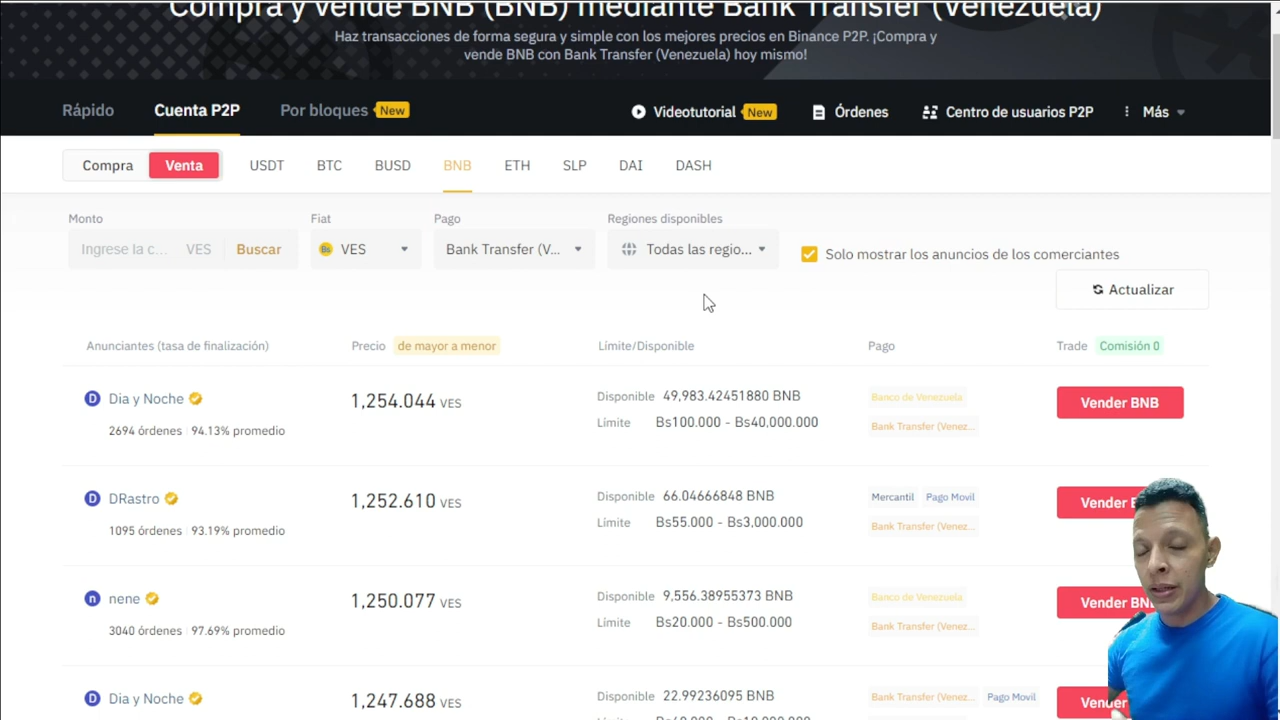 Compra y vende BNB (BNB) mediante Bank Transfer (Venezuela)
Haz transacciones de forma segura y simple con los mejores precios en Binance P2P. ¡Compra y
vende BNB con Bank Transfer (Venezuela) hoy mismo!
Rápido Cuenta P2P Por bloques New Videotutorial New Órdenes Centro de usuarios P2P Más
Compra Venta USDT BTC BUSD BNB ETH SLP DAI DASH
Monto Fiat Pago Regiones disponibles
Ingrese la c... VES Buscar Bs VES Bank Transfer (V... Todas las regio... Solo mostrar los anuncios de los comerciantes
Actualizar
Anunciantes (tasa de finalización) Precio de mayor a menor Límite/Disponible Pago Trade Comisión 0
D Dia y Noche 1,254.044 VES Disponible 49,983.42451880 BNB Banco de Venezuela Vender BNB
2694 órdenes 94.13% promedio Límite Bs100.000 - Bs40,000.000 Bank Transfer (Venez...
D DRastro 1,252.610 VES Disponible 66.04666848 BNB Mercantil Pago Movil Vender
1095 órdenes 93.19% promedio Límite Bs55.000 - Bs3,000.000 Bank Transfer (Venez...
n nene 1,250.077 VES Disponible 9,556.38955373 BNB Banco de Venezuela Vender BN
3040 órdenes 97.69% promedio Límite Bs20.000 - Bs500.000 Bank Transfer (Venez...
D Dia y Noche 1,247.688 VES Disponible 22.99236095 BNB Bank Transfer (Venez... Pago Movil Vender